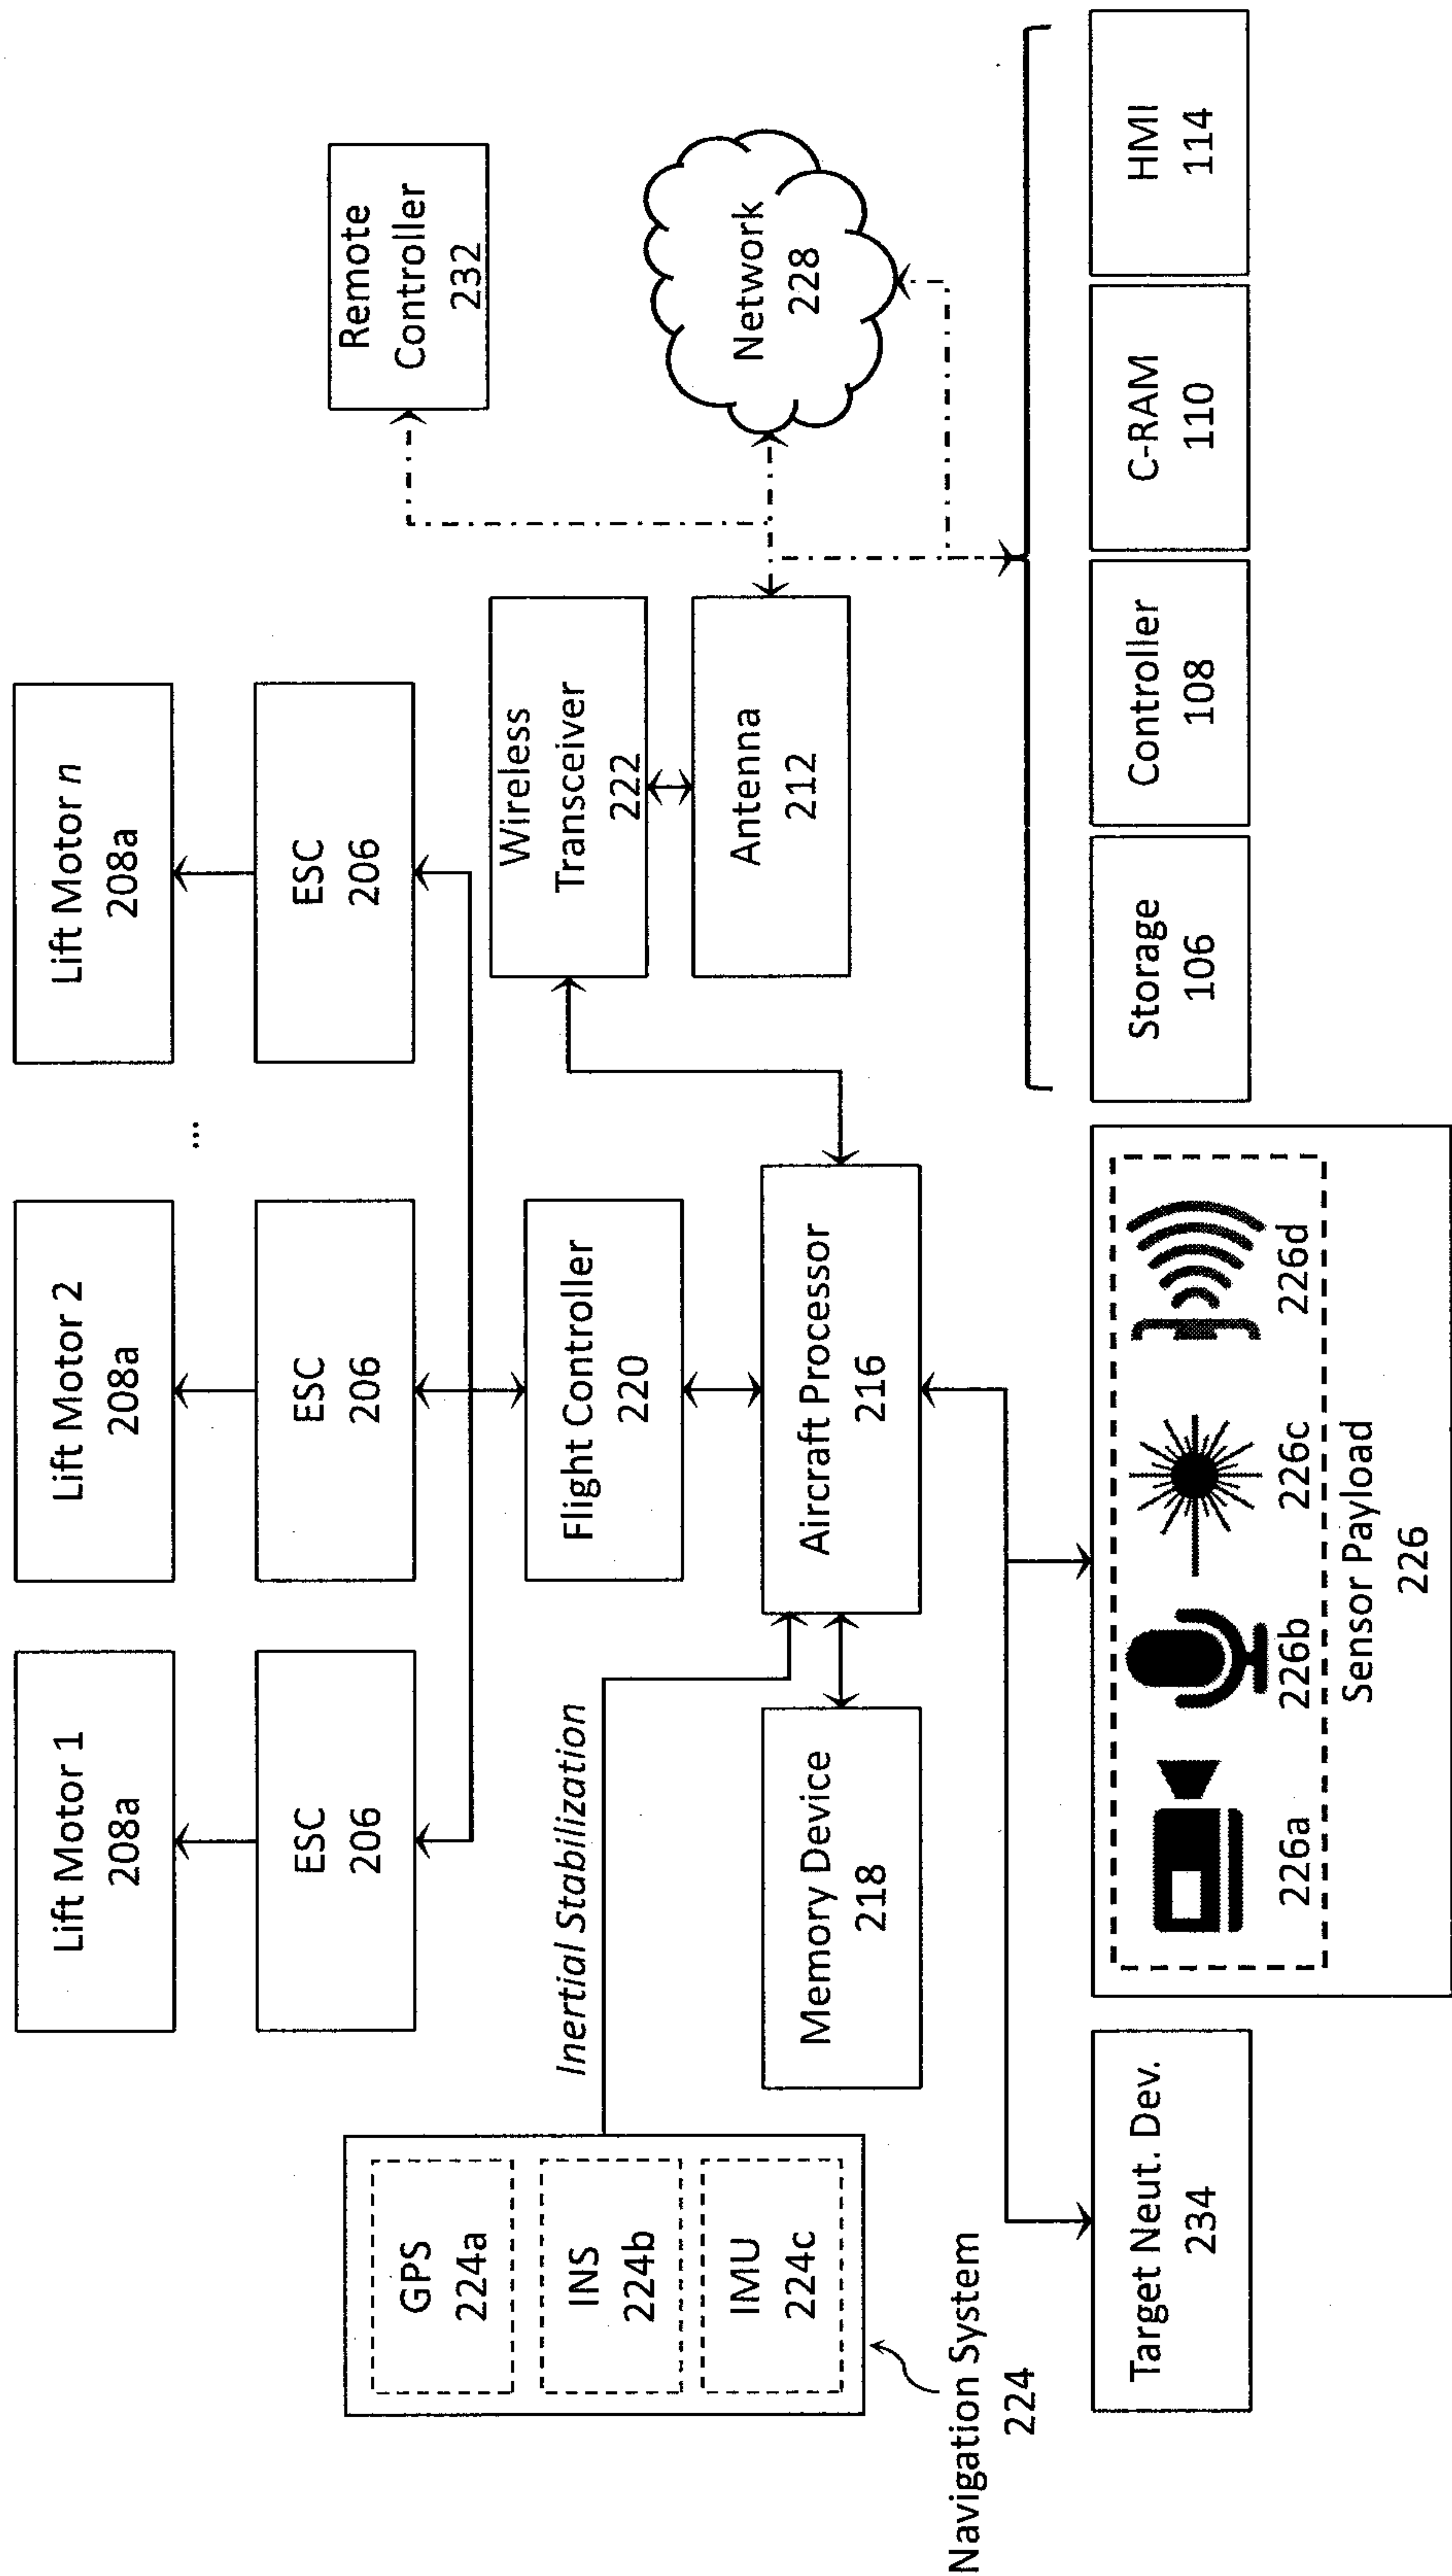 Lift Motor 1
208a
Lift Motor 2
208a
...
Lift Motor n
208a
ESC
206
ESC
206
ESC
206
Remote
Controller
232
GPS
224a
INS
224b
IMU
224c
Navigation System
224
Inertial Stabilization
Flight Controller
220
Wireless
Transceiver
222
Antenna
212
Network
228
Memory Device
218
Aircraft Processor
216
Target Neut. Dev.
234
226a
226b
226c
226d
Sensor Payload
226
Storage
106
Controller
108
C-RAM
110
HMI
114